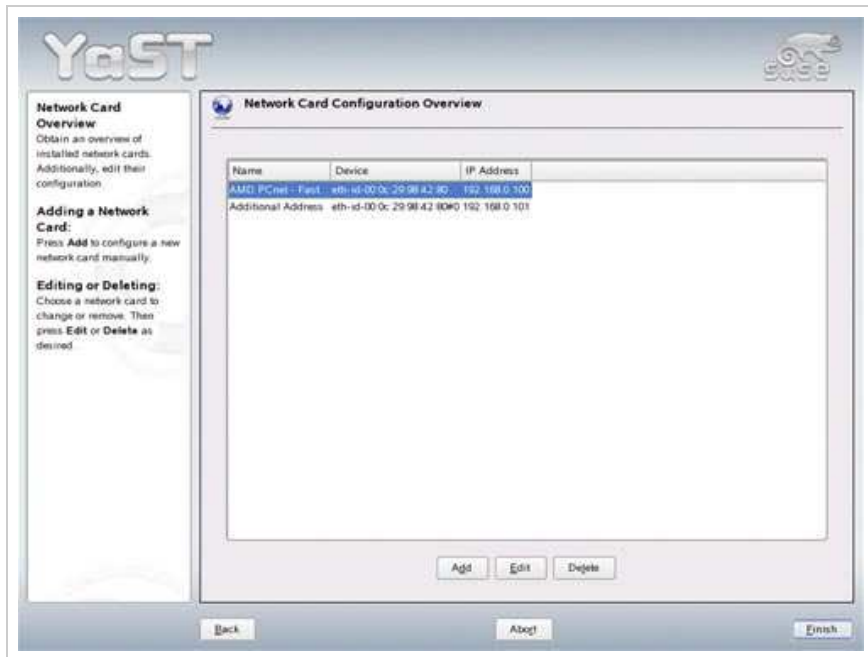 YaST
SUSE
Network Card
Overview
Obtain an overview of
installed network cards.
Additionally, edit their
configuration.
Adding a Network
Card:
Press Add to configure a new
network card manually.
Editing or Deleting:
Choose a network card to
change or remove. Then
press Edit or Delete as
desired.
Network Card Configuration Overview
Name Device IP Address
AMD PCnet - Fast eth-id-00:0c:29:98:42:80 192.168.0.100
Additional Address eth-id-00:0c:29:98:42:80#0 192.168.0.101
Add Edit Delete
Back Abort Finish